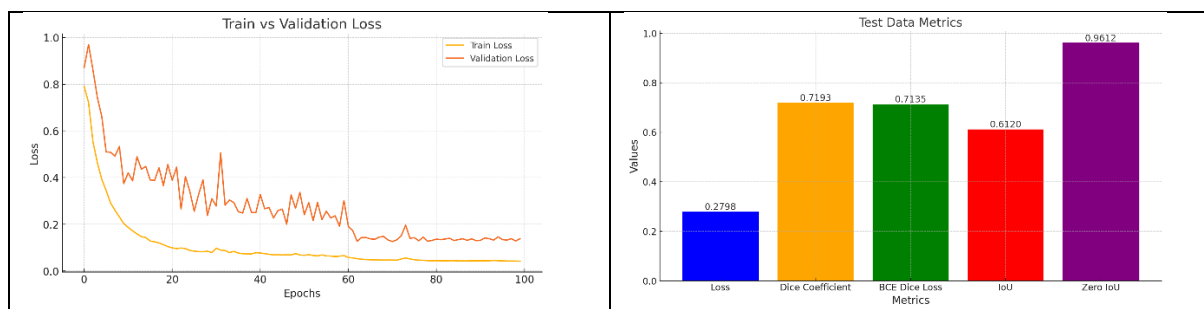 Train vs Validation Loss
Train Loss
Validation Loss
1.0
0.8
0.6
0.4
0.2
0.0
Loss
0
20
40
60
80
100
Epochs
Test Data Metrics
1.0
0.8
0.6
0.4
0.2
0.0
Values
0.2798
0.7193
0.7135
0.6120
0.9612
Loss
Dice Coefficient
BCE Dice Loss
IoU
Zero IoU
Metrics